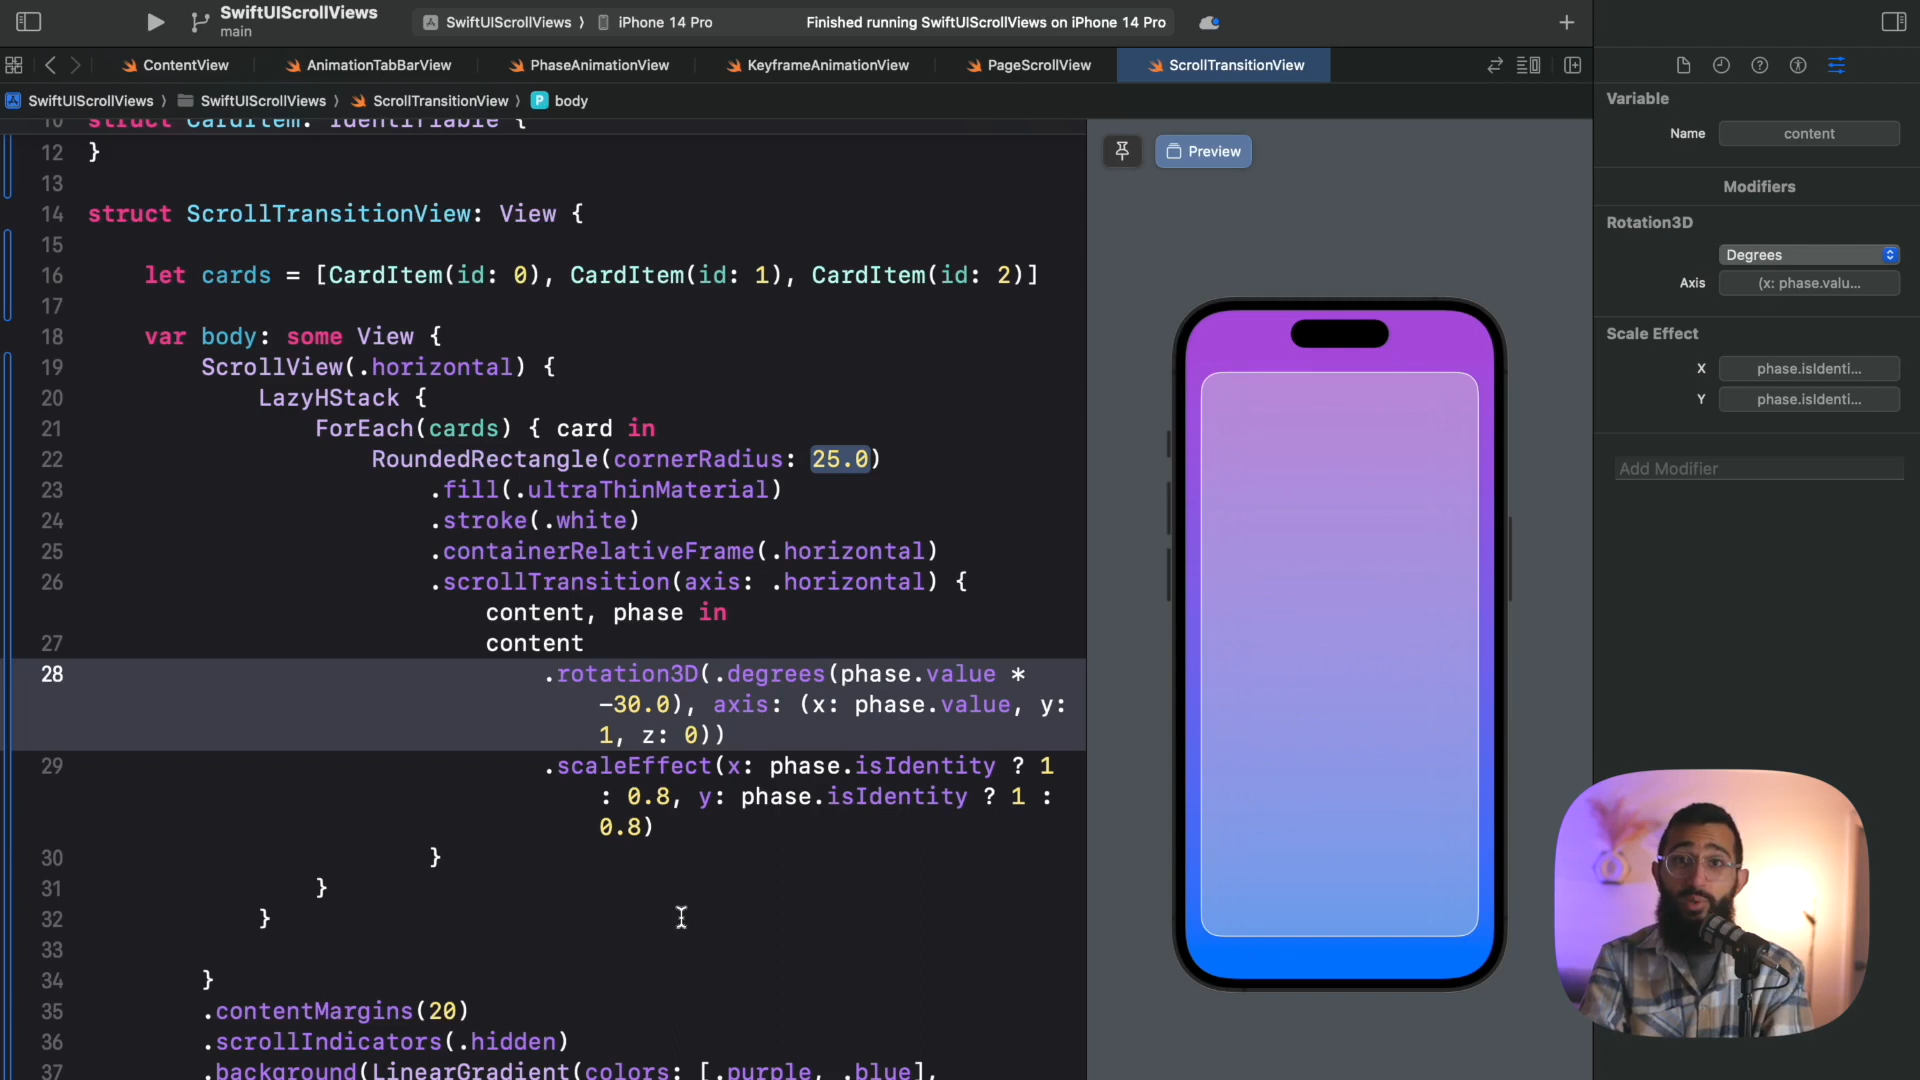 SwiftUIScrollViews
main
SwiftUIScrollViews ⟩ iPhone 14 Pro
Finished running SwiftUIScrollViews on iPhone 14 Pro
ContentView
AnimationTabBarView
PhaseAnimationView
KeyframeAnimationView
PageScrollView
ScrollTransitionView
SwiftUIScrollViews ⟩ SwiftUIScrollViews ⟩ ScrollTransitionView ⟩ P body
10 struct CardItem: Identifiable {
12 }
13
14 struct ScrollTransitionView: View {
15
16 let cards = [CardItem(id: 0), CardItem(id: 1), CardItem(id: 2)]
17
18 var body: some View {
19 ScrollView(.horizontal) {
20 LazyHStack {
21 ForEach(cards) { card in
22 RoundedRectangle(cornerRadius: 25.0)
23 .fill(.ultraThinMaterial)
24 .stroke(.white)
25 .containerRelativeFrame(.horizontal)
26 .scrollTransition(axis: .horizontal) {
content, phase in
27 content
28 .rotation3D(.degrees(phase.value *
-30.0), axis: (x: phase.value, y:
1, z: 0))
29 .scaleEffect(x: phase.isIdentity ? 1
: 0.8, y: phase.isIdentity ? 1 :
0.8)
30 }
31 }
32 }
33
34 }
35 .contentMargins(20)
36 .scrollIndicators(.hidden)
37 .background(LinearGradient(colors: [.purple, .blue],
Preview
Variable
Name content
Modifiers
Rotation3D
Degrees
Axis (x: phase.valu...
Scale Effect
X phase.isIdenti...
Y phase.isIdenti...
Add Modifier